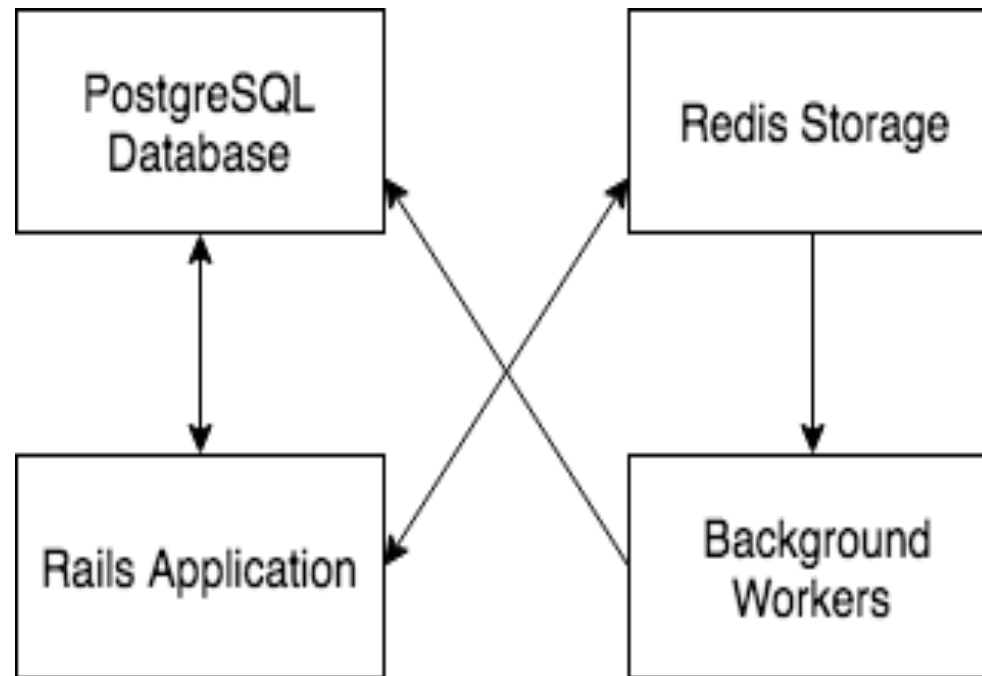 PostgreSQL
Database
Redis Storage
Rails Application
Background
Workers